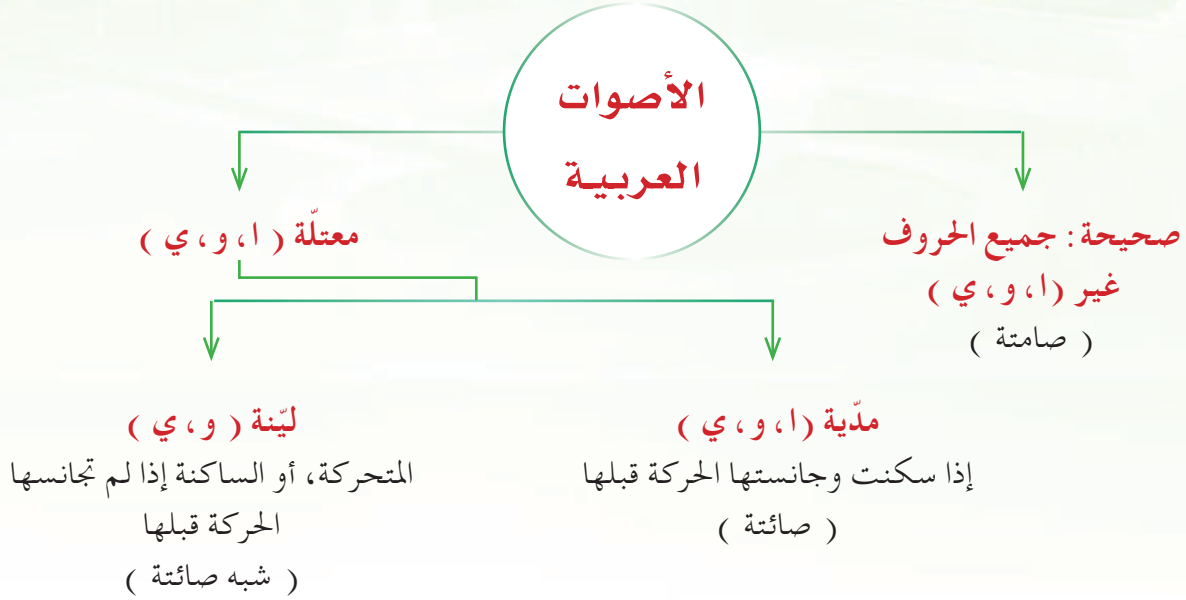 الأصوات
العربية
صحيحة: جميع الحروف
غير (ا، و، ي)
( صامتة )
معتلّة ( ا، و، ي )
مدّية (ا، و، ي )
إذا سكنت وجانستها الحركة قبلها
( صائتة )
ليّنة ( و، ي )
المتحركة، أو الساكنة إذا لم تجانسها
الحركة قبلها
( شبه صائتة )